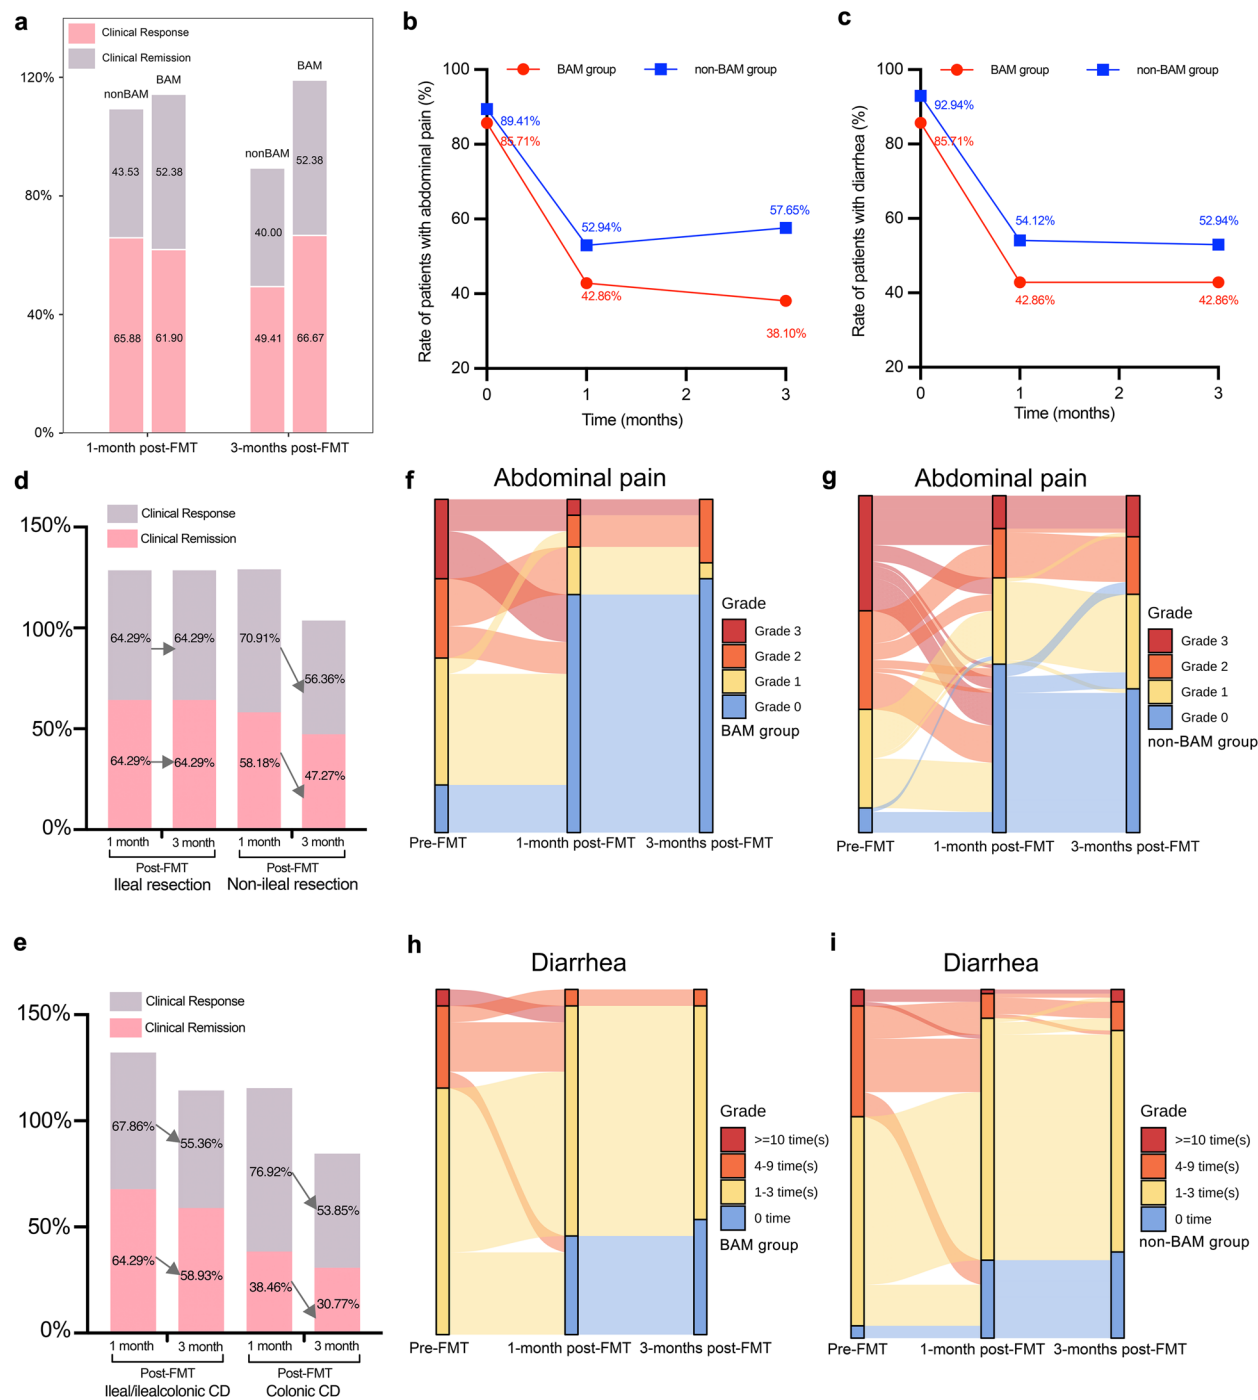 a
Clinical Response
Clinical Remission
120%
80%
40%
0%
nonBAM
BAM
nonBAM
BAM
43.53
52.38
40.00
52.38
65.88
61.90
49.41
66.67
1-month post-FMT
3-months post-FMT
b
BAM group
non-BAM group
Rate of patients with abdominal pain (%)
100
80
60
40
20
89.41%
85.71%
52.94%
57.65%
42.86%
38.10%
0
1
2
3
Time (months)
c
BAM group
non-BAM group
Rate of patients with diarrhea (%)
100
80
60
40
20
92.94%
85.71%
54.12%
52.94%
42.86%
42.86%
0
1
2
3
Time (months)
d
Clinical Response
Clinical Remission
150%
100%
50%
0%
64.29%
64.29%
70.91%
56.36%
64.29%
64.29%
58.18%
47.27%
1 month
3 month
1 month
3 month
Post-FMT
Post-FMT
Ileal resection
Non-ileal resection
e
Clinical Response
Clinical Remission
150%
100%
50%
0%
67.86%
55.36%
76.92%
53.85%
64.29%
58.93%
38.46%
30.77%
1 month
3 month
1 month
3 month
Post-FMT
Post-FMT
Ileal/ilealcolonic CD
Colonic CD
f
Abdominal pain
Grade
Grade 3
Grade 2
Grade 1
Grade 0
BAM group
Pre-FMT
1-month post-FMT
3-months post-FMT
g
Abdominal pain
Grade
Grade 3
Grade 2
Grade 1
Grade 0
non-BAM group
Pre-FMT
1-month post-FMT
3-months post-FMT
h
Diarrhea
Grade
>=10 time(s)
4-9 time(s)
1-3 time(s)
0 time
BAM group
Pre-FMT
1-month post-FMT
3-months post-FMT
i
Diarrhea
Grade
>=10 time(s)
4-9 time(s)
1-3 time(s)
0 time
non-BAM group
Pre-FMT
1-month post-FMT
3-months post-FMT